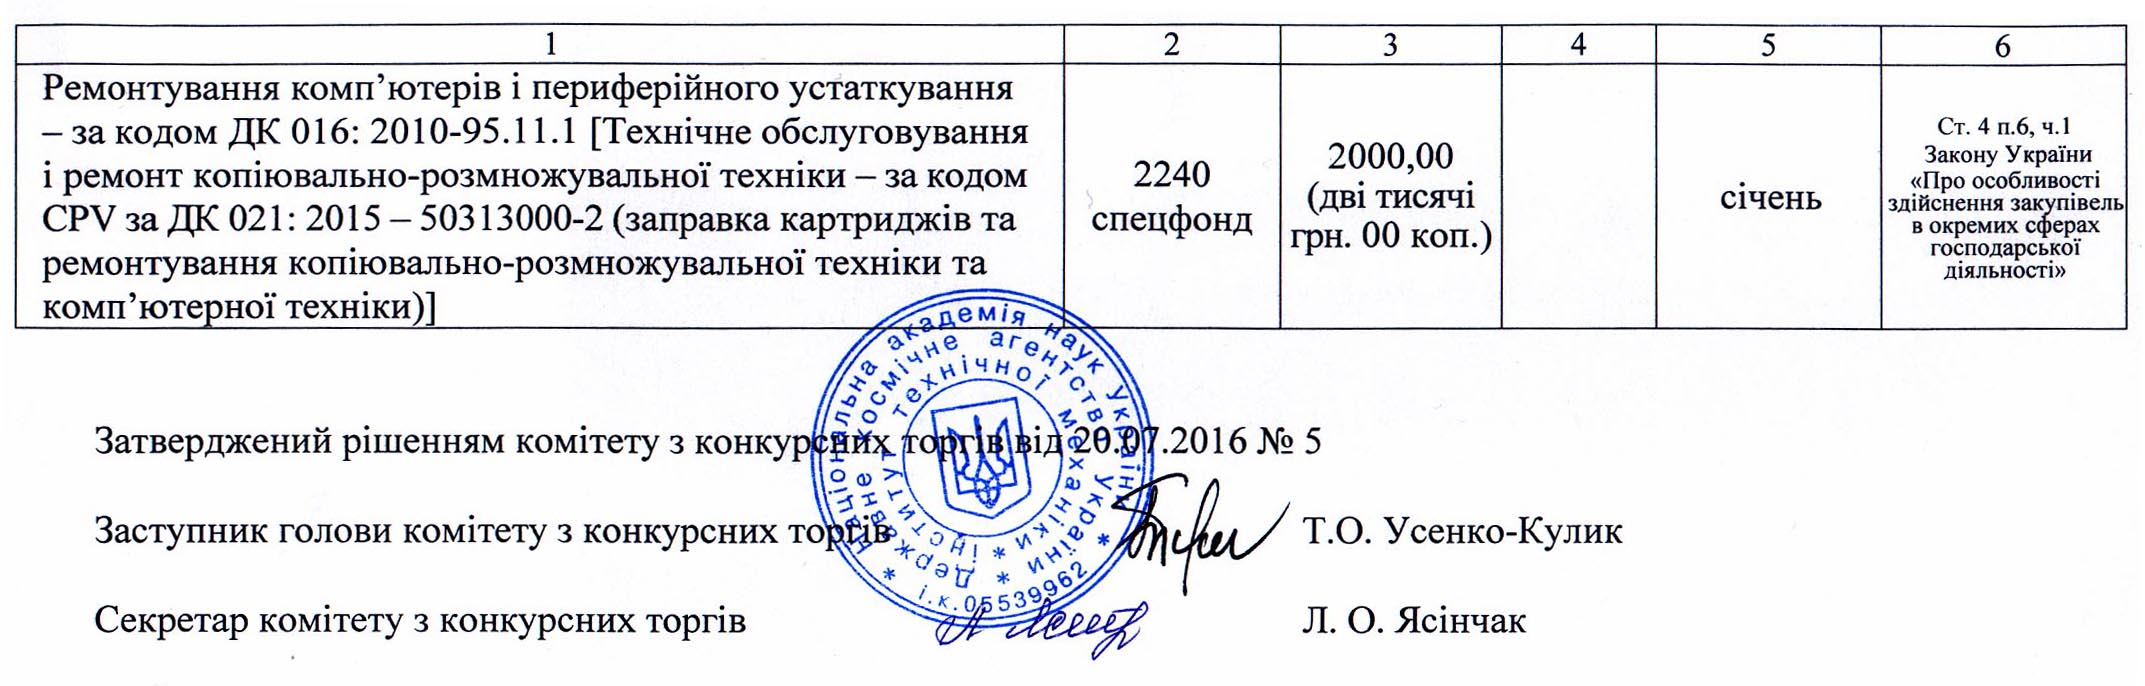 1 2 3 4 5 6
Ремонтування комп’ютерів і периферійного устаткування
– за кодом ДК 016: 2010-95.11.1 [Технічне обслуговування
і ремонт копіювально-розмножувальної техніки – за кодом
CPV за ДК 021: 2015 – 50313000-2 (заправка картриджів та
ремонтування копіювально-розмножувальної техніки та
комп’ютерної техніки)]
2240
спецфонд
2000,00
(дві тисячі
грн. 00 коп.)
січень
Ст. 4 п.6, ч.1
Закону України
«Про особливості
здійснення закупівель
в окремих сферах
господарської
діяльності»
Національна академія наук України
Державне космічне агентство України
інститут технічної механіки
і.к.05539962
Затверджений рішенням комітету з конкурсних торгів від 20.07.2016 № 5
Заступник голови комітету з конкурсних торгів Т.О. Усенко-Кулик
Секретар комітету з конкурсних торгів Л. О. Ясінчак